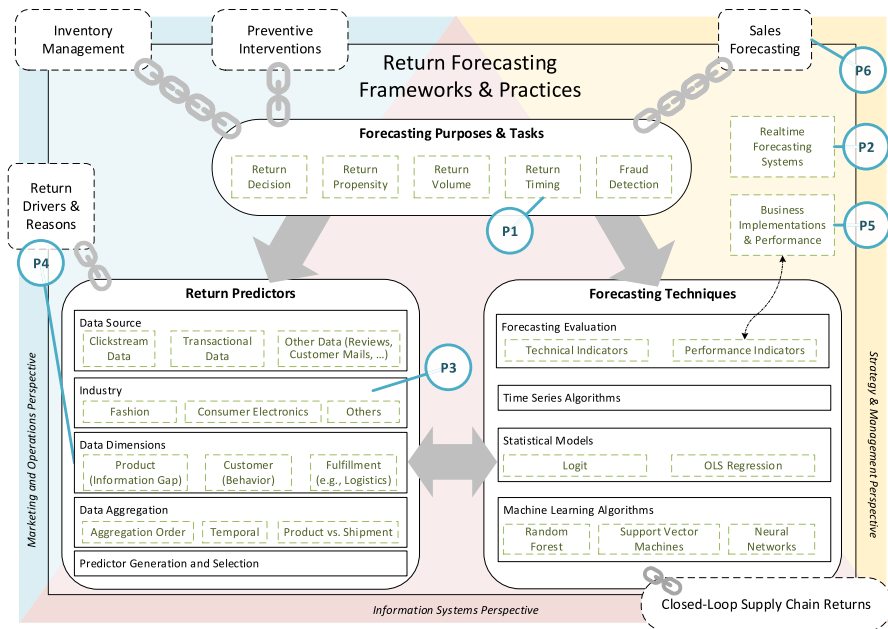 Inventory
Management
Preventive
Interventions
Sales
Forecasting
Return Forecasting
Frameworks & Practices
P6
Forecasting Purposes & Tasks
Return
Decision
Return
Propensity
Return
Volume
Return
Timing
Fraud
Detection
Realtime
Forecasting
Systems
P2
Return
Drivers &
Reasons
P1
Business
Implementations
& Performance
P5
P4
Return Predictors
Data Source
Clickstream
Data
Transactional
Data
Other Data (Reviews,
Customer Mails, ...)
P3
Industry
Fashion
Consumer Electronics
Others
Data Dimensions
Product
(Information Gap)
Customer
(Behavior)
Fulfillment
(e.g., Logistics)
Data Aggregation
Aggregation Order
Temporal
Product vs. Shipment
Predictor Generation and Selection
Forecasting Techniques
Forecasting Evaluation
Technical Indicators
Performance Indicators
Time Series Algorithms
Statistical Models
Logit
OLS Regression
Machine Learning Algorithms
Random
Forest
Support Vector
Machines
Neural
Networks
Marketing and Operations Perspective
Strategy & Management Perspective
Information Systems Perspective
Closed-Loop Supply Chain Returns